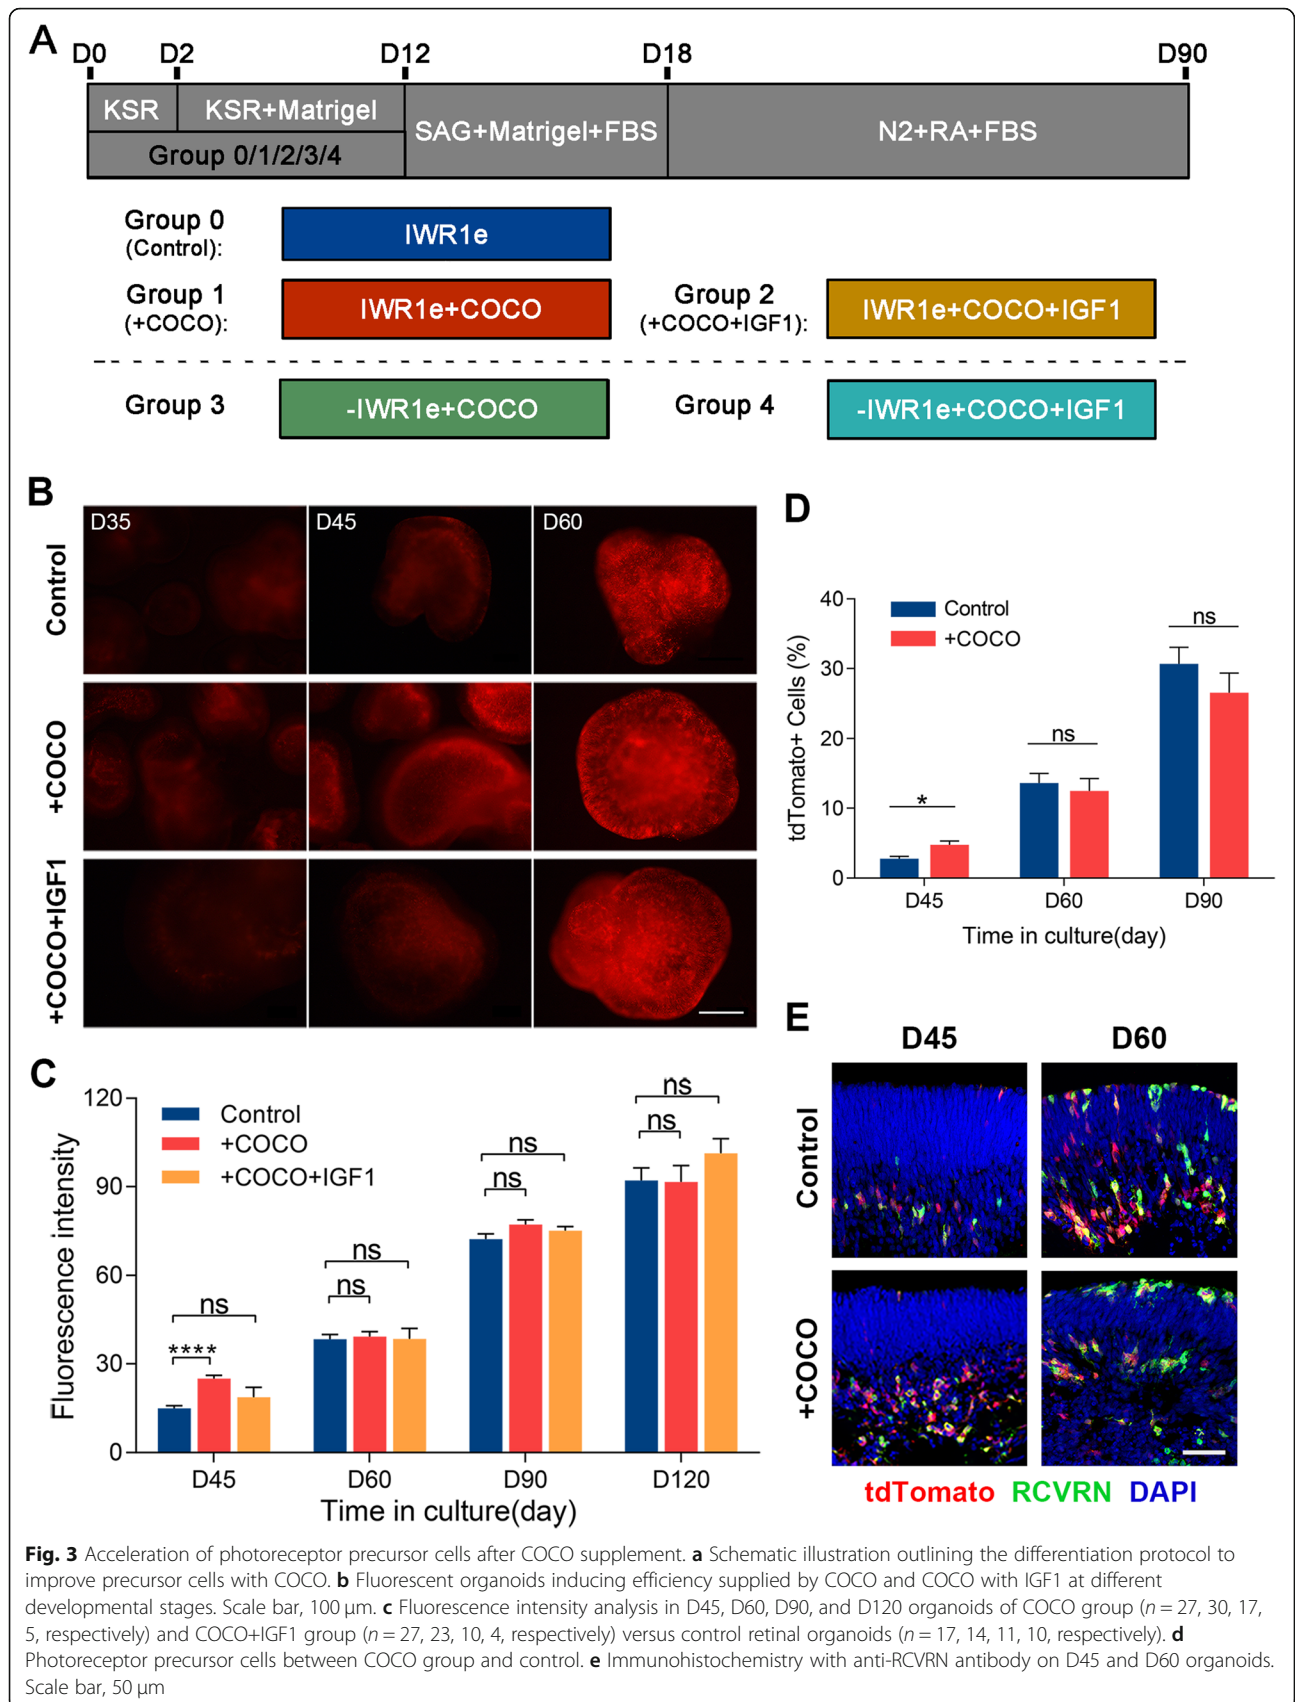 A
D0 D2 D12 D18 D90
KSR KSR+Matrigel SAG+Matrigel+FBS N2+RA+FBS
Group 0/1/2/3/4
Group 0
(Control):
IWR1e
Group 1
(+COCO):
IWR1e+COCO
Group 2
(+COCO+IGF1):
IWR1e+COCO+IGF1
Group 3
-IWR1e+COCO
Group 4
-IWR1e+COCO+IGF1
B
D35 D45 D60
Control
+COCO
+COCO+IGF1
C
Fluorescence intensity
120
90
60
30
0
Control
+COCO
+COCO+IGF1
**** ns
ns ns
ns ns
ns ns
D45 D60 D90 D120
Time in culture(day)
D
tdTomato+ Cells (%)
40
30
20
10
0
Control
+COCO
* ns ns
D45 D60 D90
Time in culture(day)
E
D45 D60
Control
+COCO
tdTomato RCVRN DAPI
Fig. 3 Acceleration of photoreceptor precursor cells after COCO supplement. a Schematic illustration outlining the differentiation protocol to
improve precursor cells with COCO. b Fluorescent organoids inducing efficiency supplied by COCO and COCO with IGF1 at different
developmental stages. Scale bar, 100 μm. c Fluorescence intensity analysis in D45, D60, D90, and D120 organoids of COCO group (n = 27, 30, 17,
5, respectively) and COCO+IGF1 group (n = 27, 23, 10, 4, respectively) versus control retinal organoids (n = 17, 14, 11, 10, respectively). d
Photoreceptor precursor cells between COCO group and control. e Immunohistochemistry with anti-RCVRN antibody on D45 and D60 organoids.
Scale bar, 50 μm